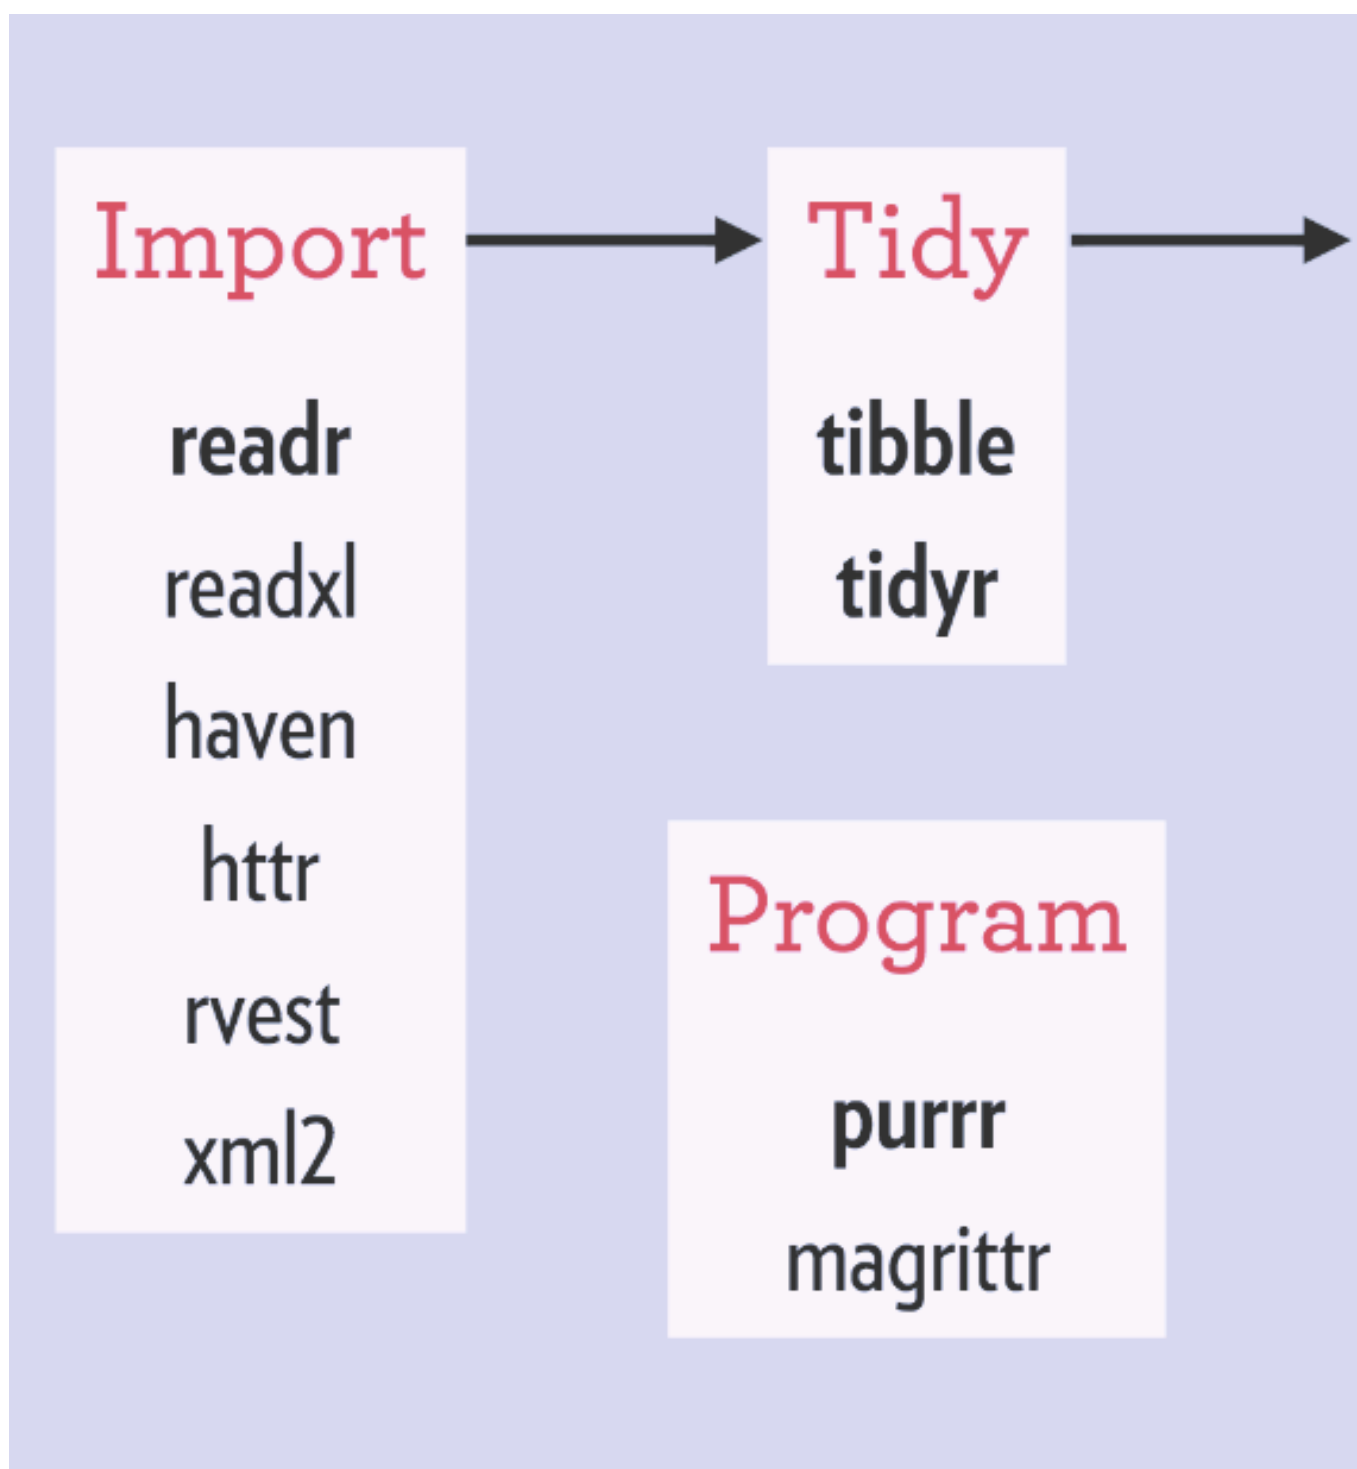 Import
readr
readxl
haven
httr
rvest
xml2
Tidy
tibble
tidyr
Program
purrr
magrittr